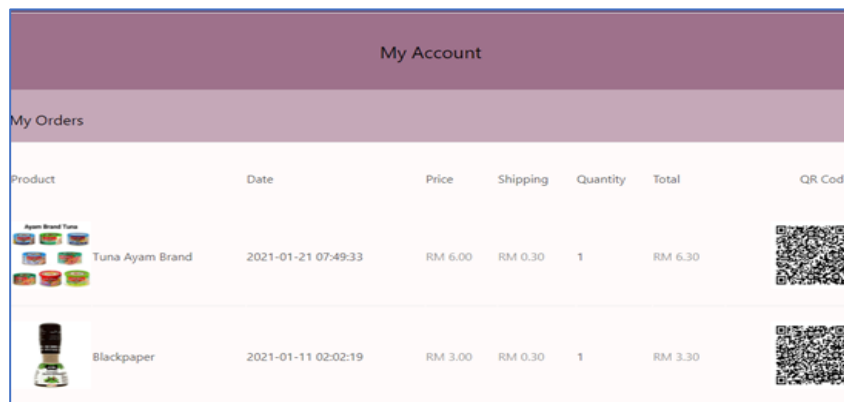 My Account
My Orders
Product Date Price Shipping Quantity Total QR Cod
Ayam Brand Tuna
Tuna Ayam Brand 2021-01-21 07:49:33 RM 6.00 RM 0.30 1 RM 6.30
Blackpaper 2021-01-11 02:02:19 RM 3.00 RM 0.30 1 RM 3.30